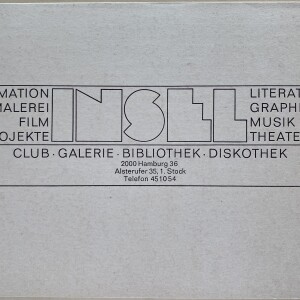 MATION
MALEREI
FILM
OJEKTE
INSEL
LITERAT
GRAPHI
MUSIK
THEATE
CLUB · GALERIE · BIBLIOTHEK · DISKOTHEK
2000 Hamburg 36
Alsterufer 35, 1. Stock
Telefon 451054